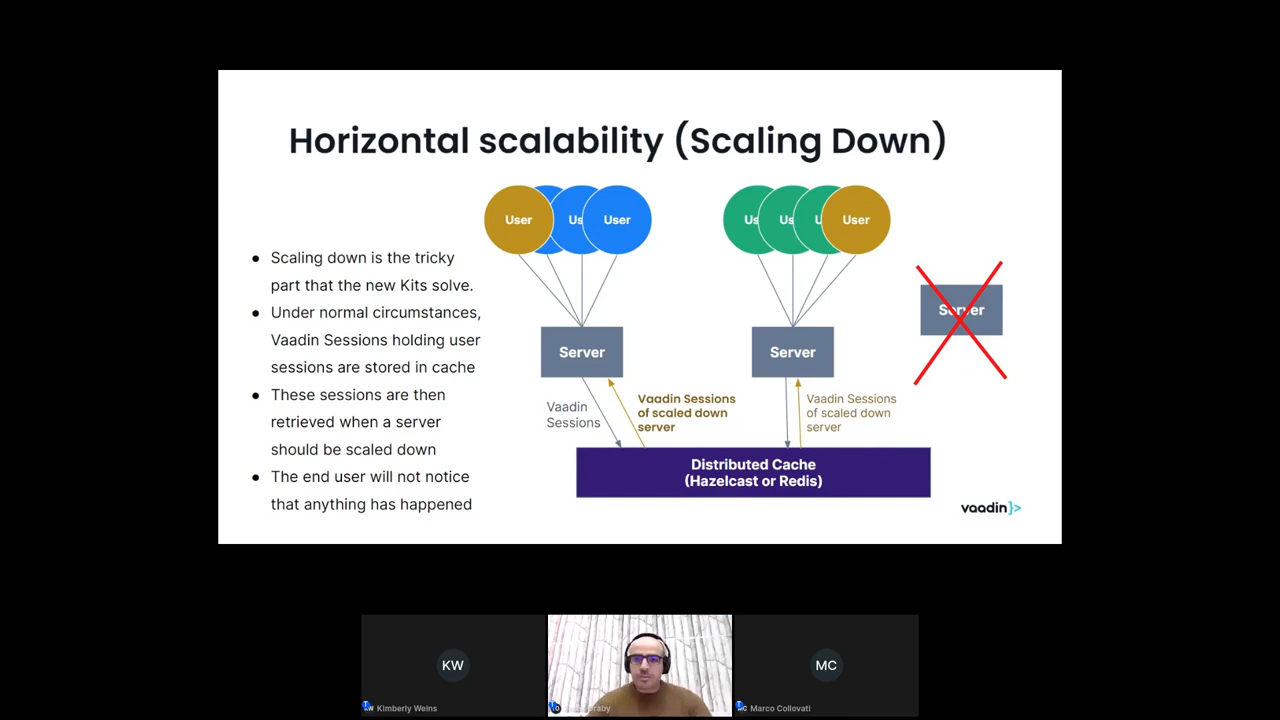 Horizontal scalability (Scaling Down)
User
Us
User
Us
Us
User
Scaling down is the tricky
part that the new Kits solve.
Under normal circumstances,
Vaadin Sessions holding user
sessions are stored in cache
These sessions are then
retrieved when a server
should be scaled down
The end user will not notice
that anything has happened
Server
Server
Server
Vaadin
Sessions
Vaadin Sessions
of scaled down
server
Vaadin Sessions
of scaled down
server
Distributed Cache
(Hazelcast or Redis)
vaadin}>
KW
MC
Kimberly Weins
Marco Collovati